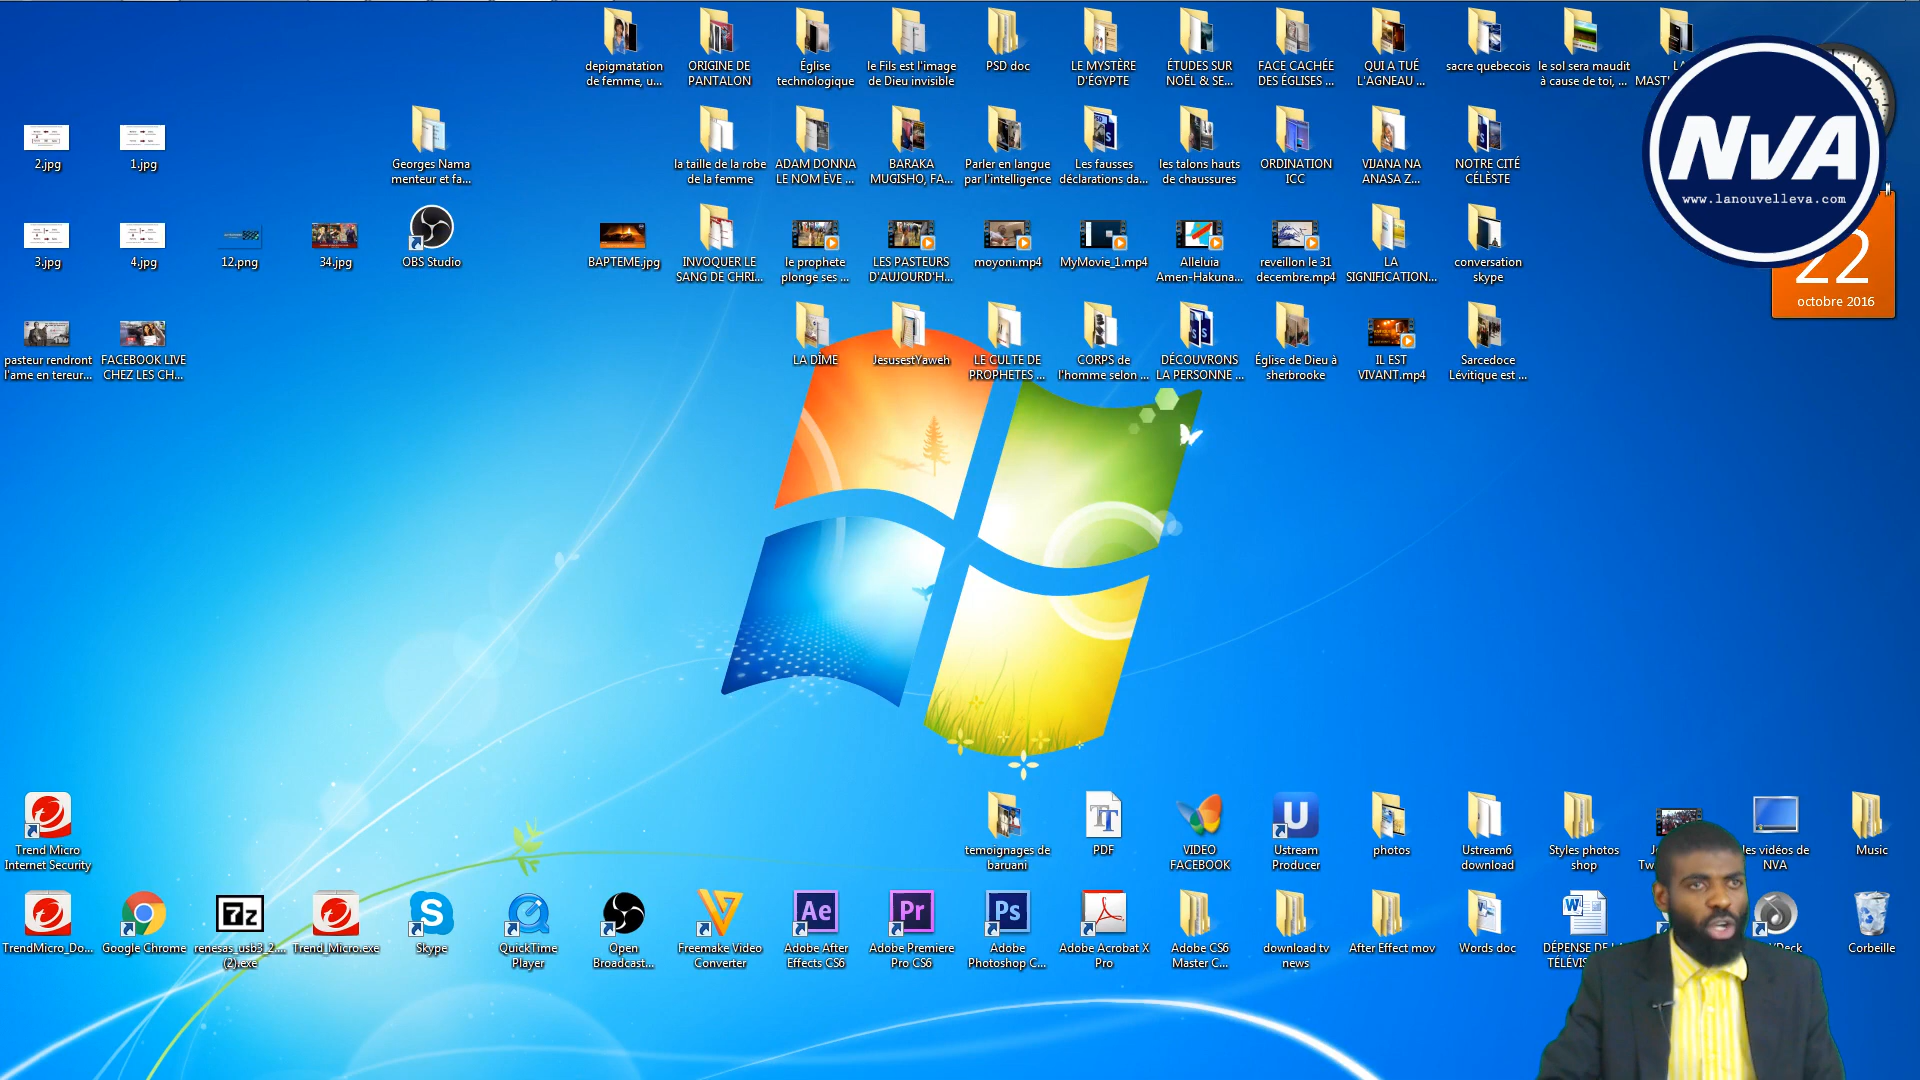 depigmatation
de femme, u...
ORIGINE DE
PANTALON
Église
technologique
le Fils est l'image
de Dieu invisible
PSD doc
LE MYSTÈRE
D'ÉGYPTE
ÉTUDES SUR
NOËL & SE...
FACE CACHÉE
DES ÉGLISES ...
QUI A TUÉ
L'AGNEAU ...
sacre quebecois
le sol sera maudit
à cause de toi, ...
2.jpg
1.jpg
Georges Nama
menteur et fa...
la taille de la robe
de la femme
ADAM DONNA
LE NOM ÈVE ...
BARAKA
MUGISHO, FA...
Parler en langue
par l'intelligence
Les fausses
déclarations da...
les talons hauts
de chaussures
ORDINATION
ICC
VIJANA NA
ANASA Z...
NOTRE CITÉ
CÉLÈSTE
NVA
www.lanouvelleva.com
3.jpg
4.jpg
12.png
34.jpg
OBS Studio
BAPTEME.jpg
INVOQUER LE
SANG DE CHRI...
le prophete
plonge ses ...
LES PASTEURS
D'AUJOURD'H...
moyoni.mp4
MyMovie_1.mp4
Alleluia
Amen-Hakuna...
reveillon le 31
decembre.mp4
LA
SIGNIFICATION...
conversation
skype
22
octobre 2016
pasteur rendront
l'ame en tereur...
FACEBOOK LIVE
CHEZ LES CH...
LA DÎME
JesusestYaweh
LE CULTE DE
PROPHETES ...
CORPS de
l'homme selon ...
DÉCOUVRONS
LA PERSONNE ...
Église de Dieu à
sherbrooke
IL EST
VIVANT.mp4
Sarcedoce
Lévitique est ...
Trend Micro
Internet Security
temoignages de
baruani
PDF
VIDEO
FACEBOOK
Ustream
Producer
photos
Ustream6
download
Styles photos
shop
les vidéos de
NVA
Music
TrendMicro_Do...
Google Chrome
renesas_usb3_2....
(2).exe
Trend_Micro.exe
Skype
QuickTime
Player
Open
Broadcast...
Freemake Video
Converter
Adobe After
Effects CS6
Adobe Premiere
Pro CS6
Adobe
Photoshop C...
Adobe Acrobat X
Pro
Adobe CS6
Master C...
download tv
news
After Effect mov
Words doc
DÉPENSE DE
Corbeille